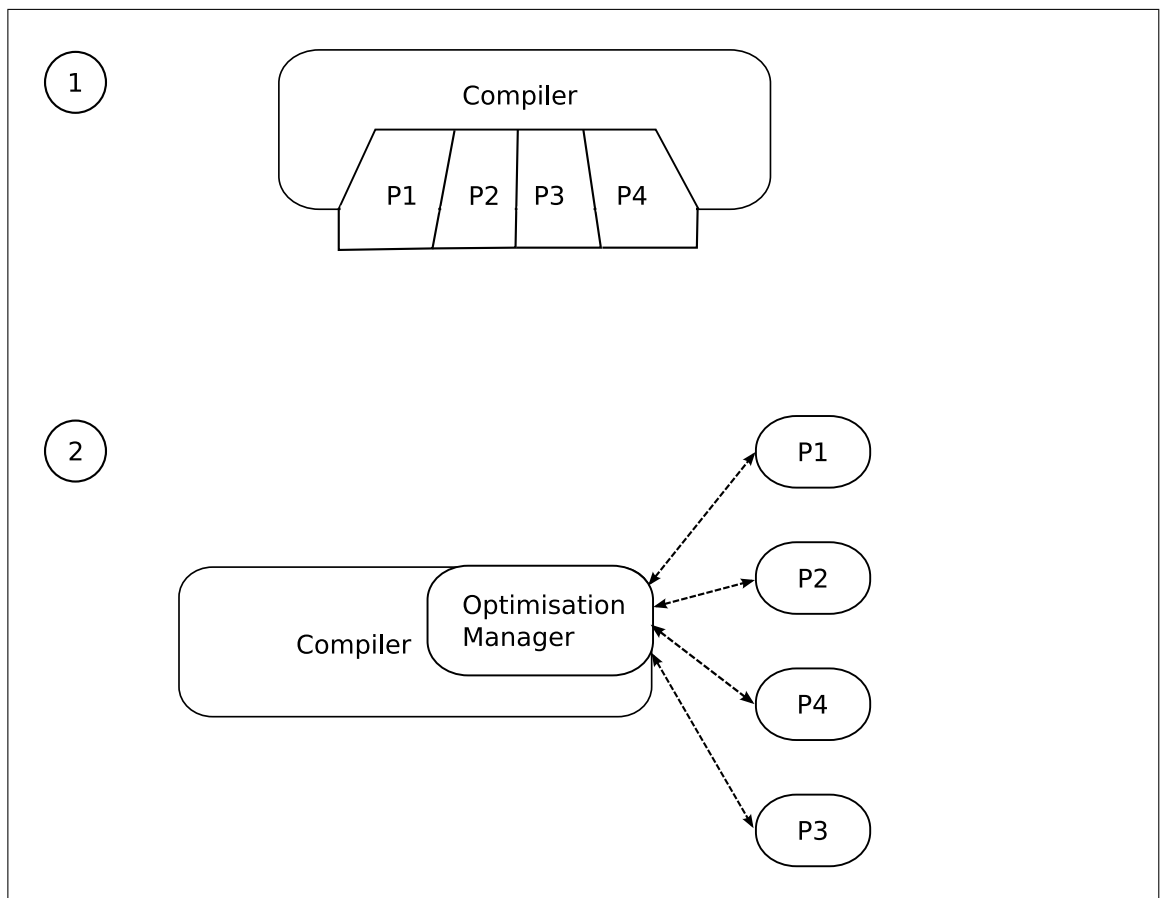 1
Compiler
P1 P2 P3 P4
2
P1
P2
Optimisation
Manager
Compiler
P4
P3